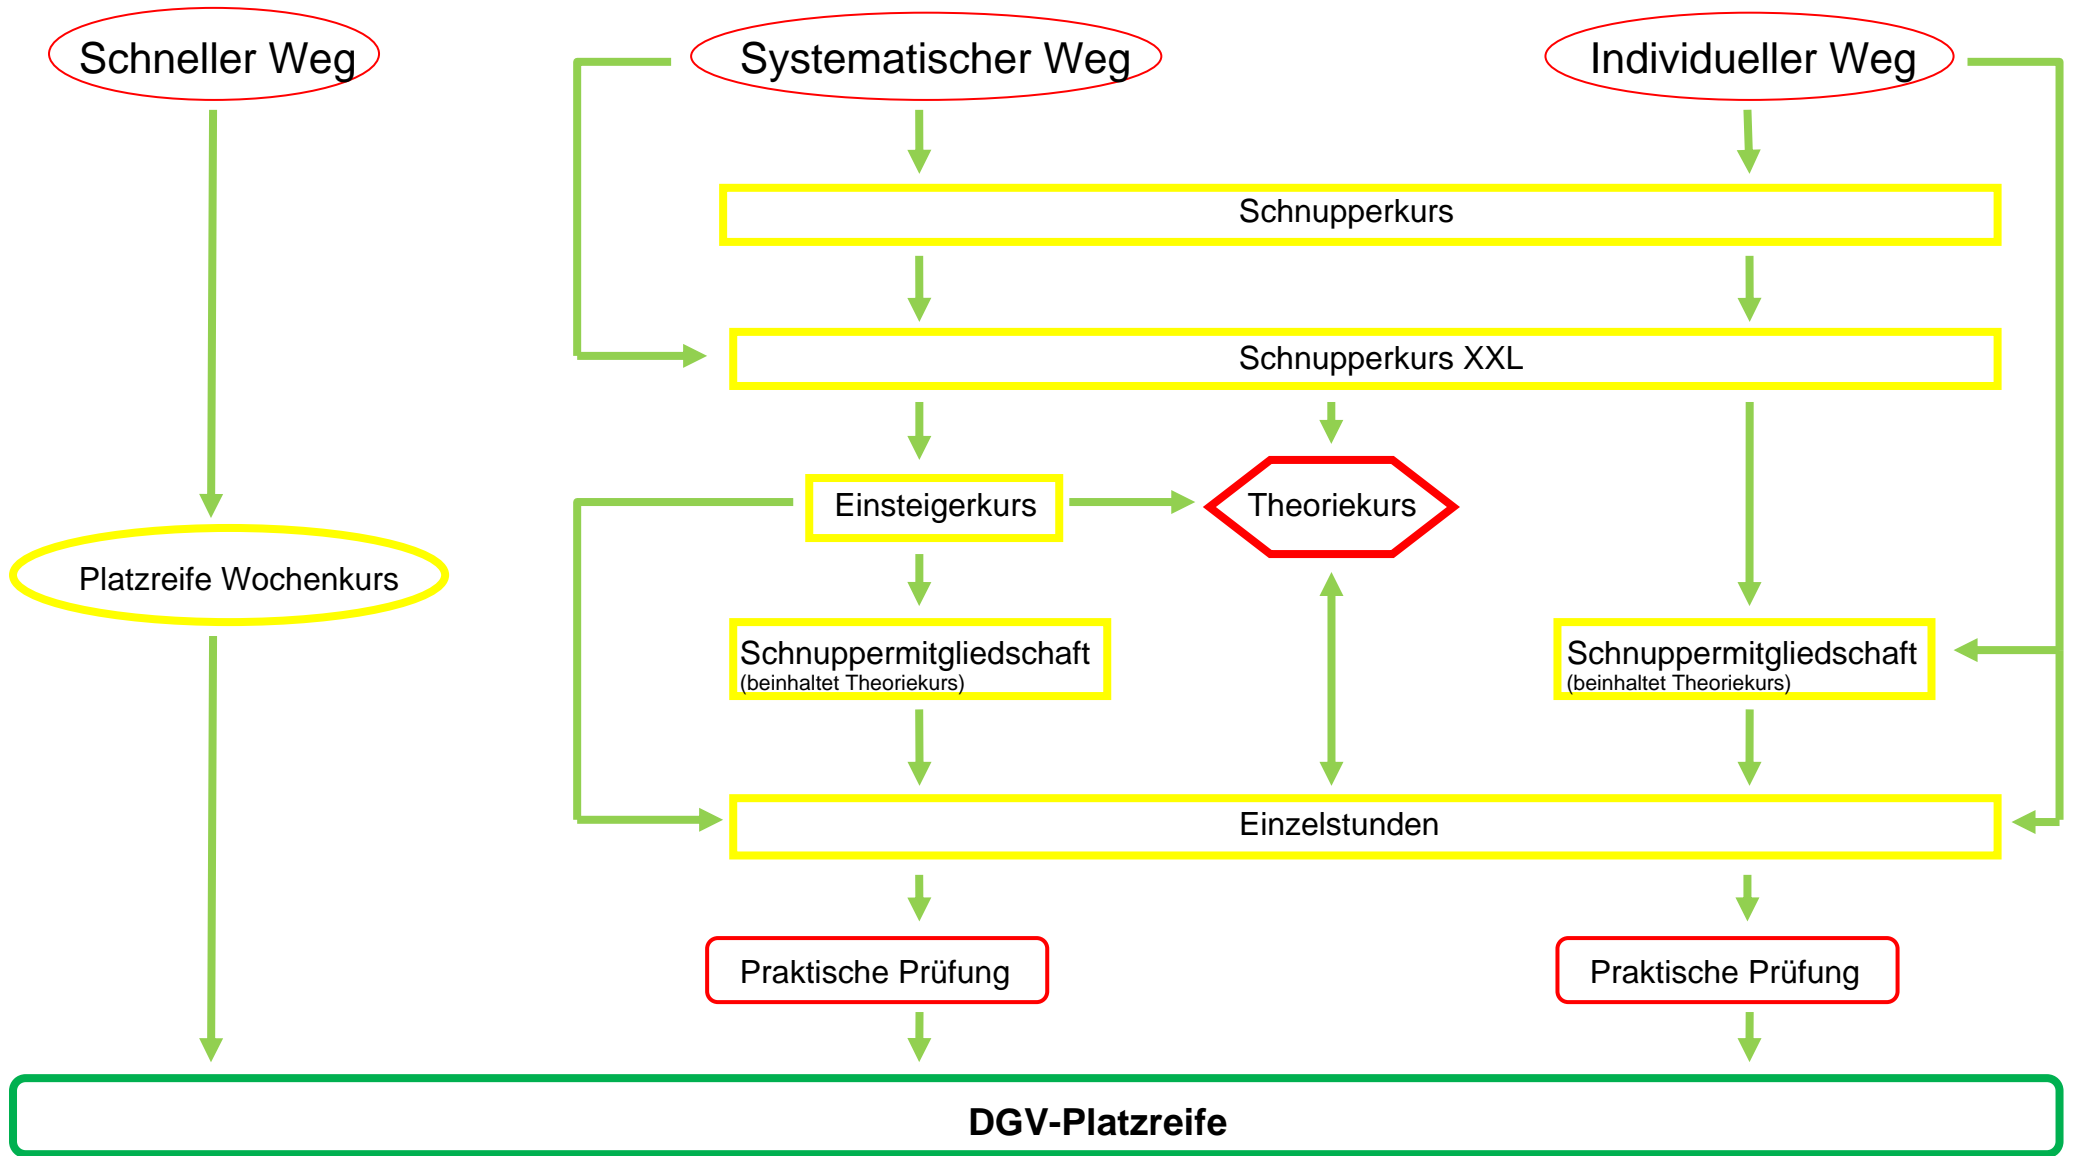 Schneller Weg
Systematischer Weg
Individueller Weg
Schnupperkurs
Schnupperkurs XXL
Einsteigerkurs
Theoriekurs
Platzreife Wochenkurs
Schnuppermitgliedschaft
(beinhaltet Theoriekurs)
Schnuppermitgliedschaft
(beinhaltet Theoriekurs)
Einzelstunden
Praktische Prüfung
Praktische Prüfung
DGV-Platzreife